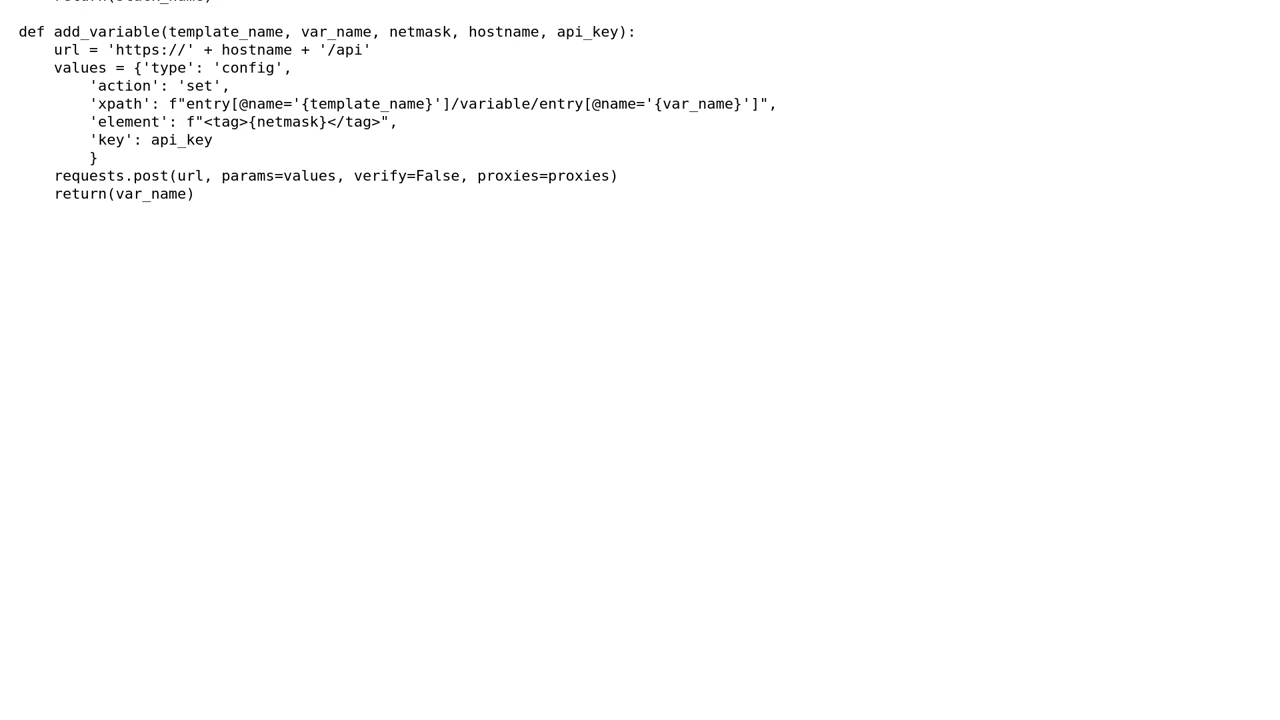 def add_variable(template_name, var_name, netmask, hostname, api_key):
    url = 'https://' + hostname + '/api'
    values = {'type': 'config',
        'action': 'set',
        'xpath': f"entry[@name='{template_name}']/variable/entry[@name='{var_name}']",
        'element': f"<tag>{netmask}</tag>",
        'key': api_key
        }
    requests.post(url, params=values, verify=False, proxies=proxies)
    return(var_name)